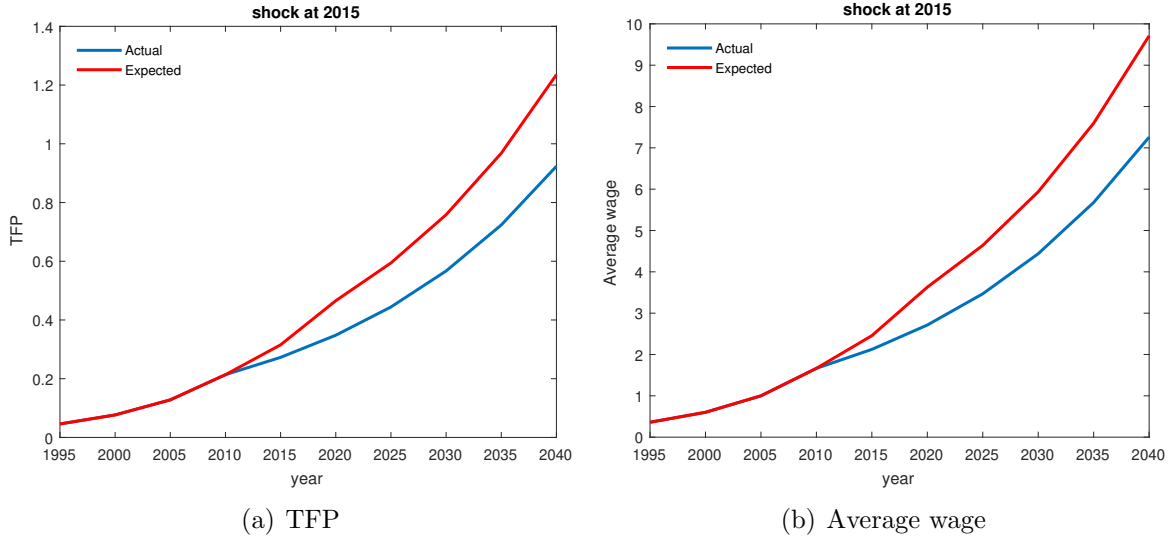 shock at 2015
Actual
Expected
1.4
1.2
1
0.8
0.6
0.4
0.2
0
TFP
1995 2000 2005 2010 2015 2020 2025 2030 2035 2040
year
(a) TFP
shock at 2015
Actual
Expected
10
9
8
7
6
5
4
3
2
1
0
Average wage
1995 2000 2005 2010 2015 2020 2025 2030 2035 2040
year
(b) Average wage